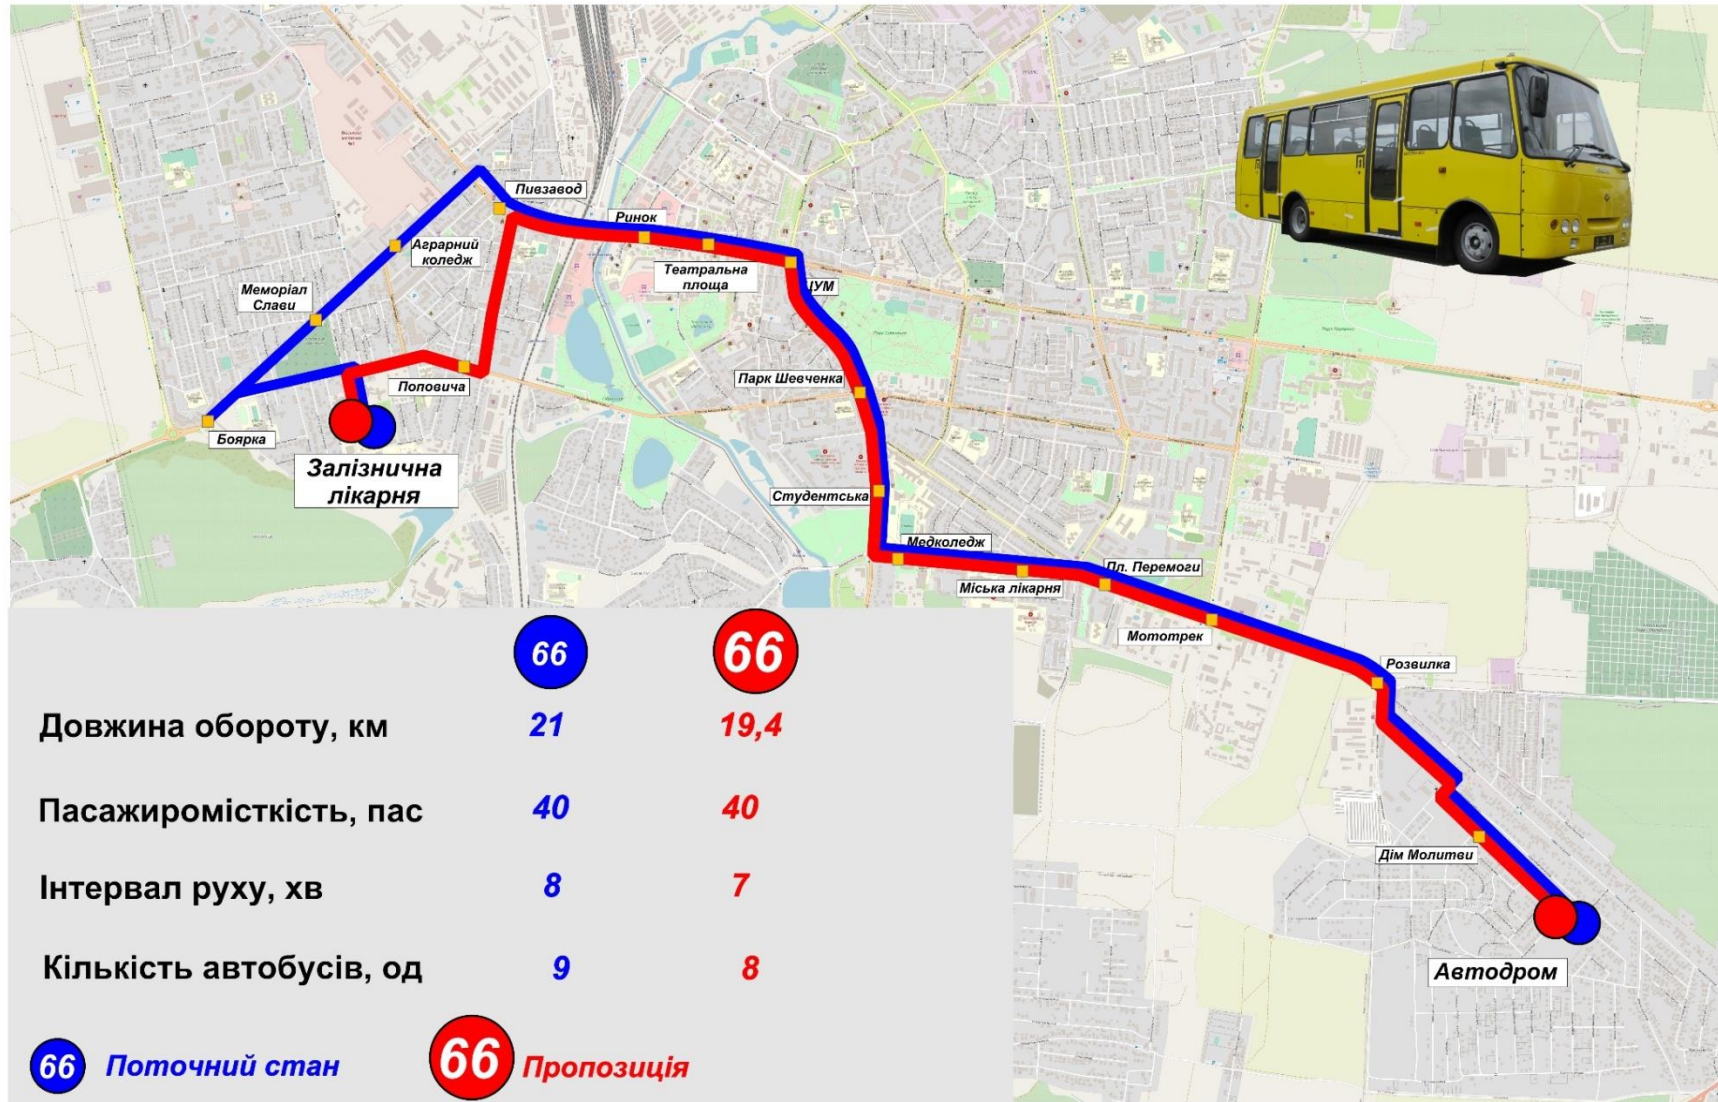 Пивзавод
Ринок
Аграрний
коледж
Театральна
площа
ЦУМ
Меморіал
Слави
Парк Шевченка
Поповича
Боярка
Залізнична
лікарня
Студентська
Медколедж
Пл. Перемоги
Міська лікарня
Мототрек
Розвилка
Дім Молитви
Автодром
66 66
Довжина обороту, км 21 19,4
Пасажиромісткість, пас 40 40
Інтервал руху, хв 8 7
Кількість автобусів, од 9 8
66 Поточний стан 66 Пропозиція